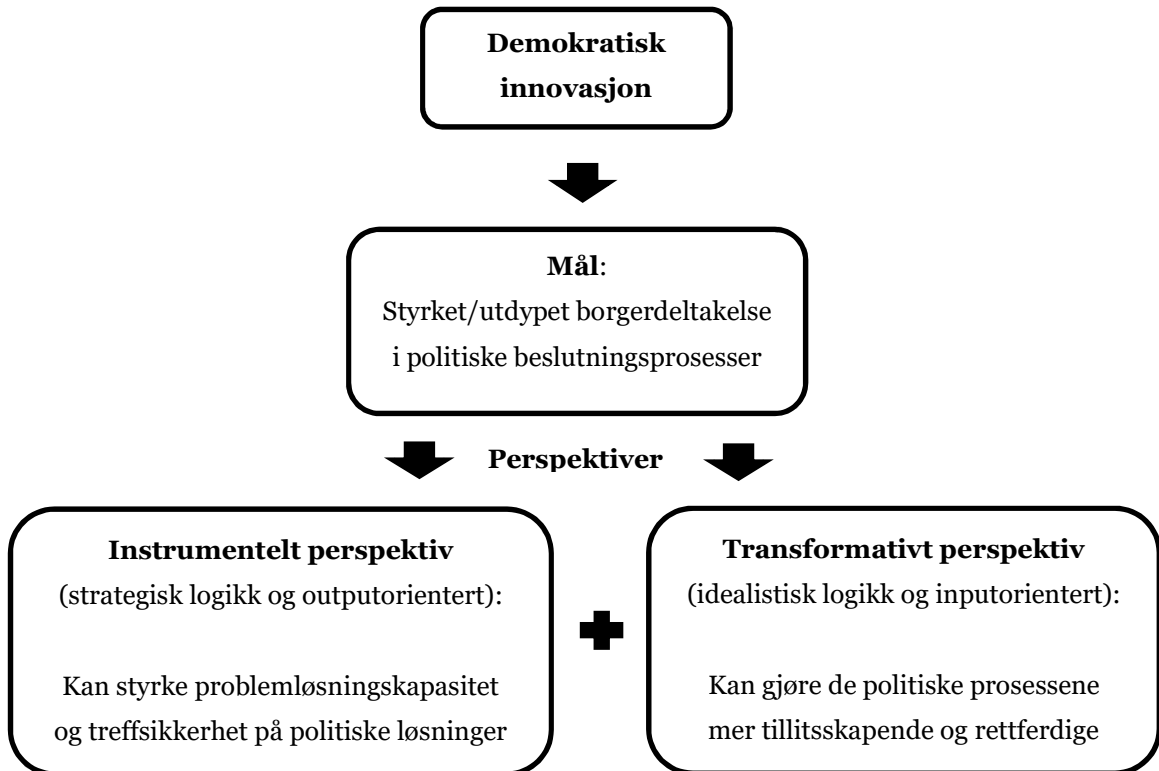 Demokratisk
innovasjon
Mål:
Styrket/utdypet borgerdeltakelse
i politiske beslutningsprosesser
Perspektiver
Instrumentelt perspektiv
(strategisk logikk og outputorientert):
Kan styrke problemløsningskapasitet
og treffsikkerhet på politiske løsninger
Transformativt perspektiv
(idealistisk logikk og inputorientert):
Kan gjøre de politiske prosessene
mer tillitsskapende og rettferdige